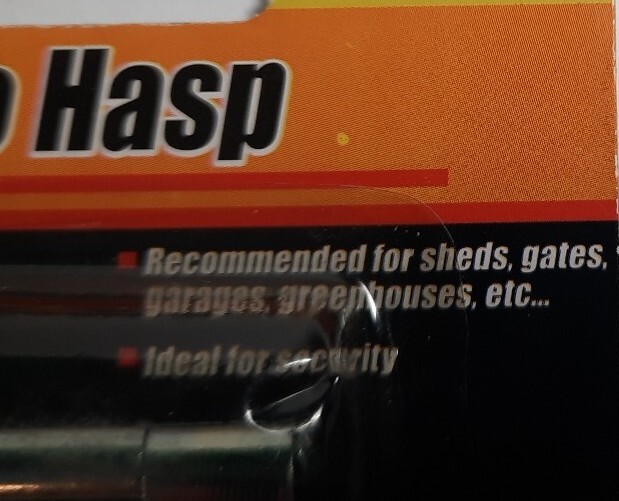 Hasp
Recommended for sheds, gates,
garages, greenhouses, etc...
Ideal for security